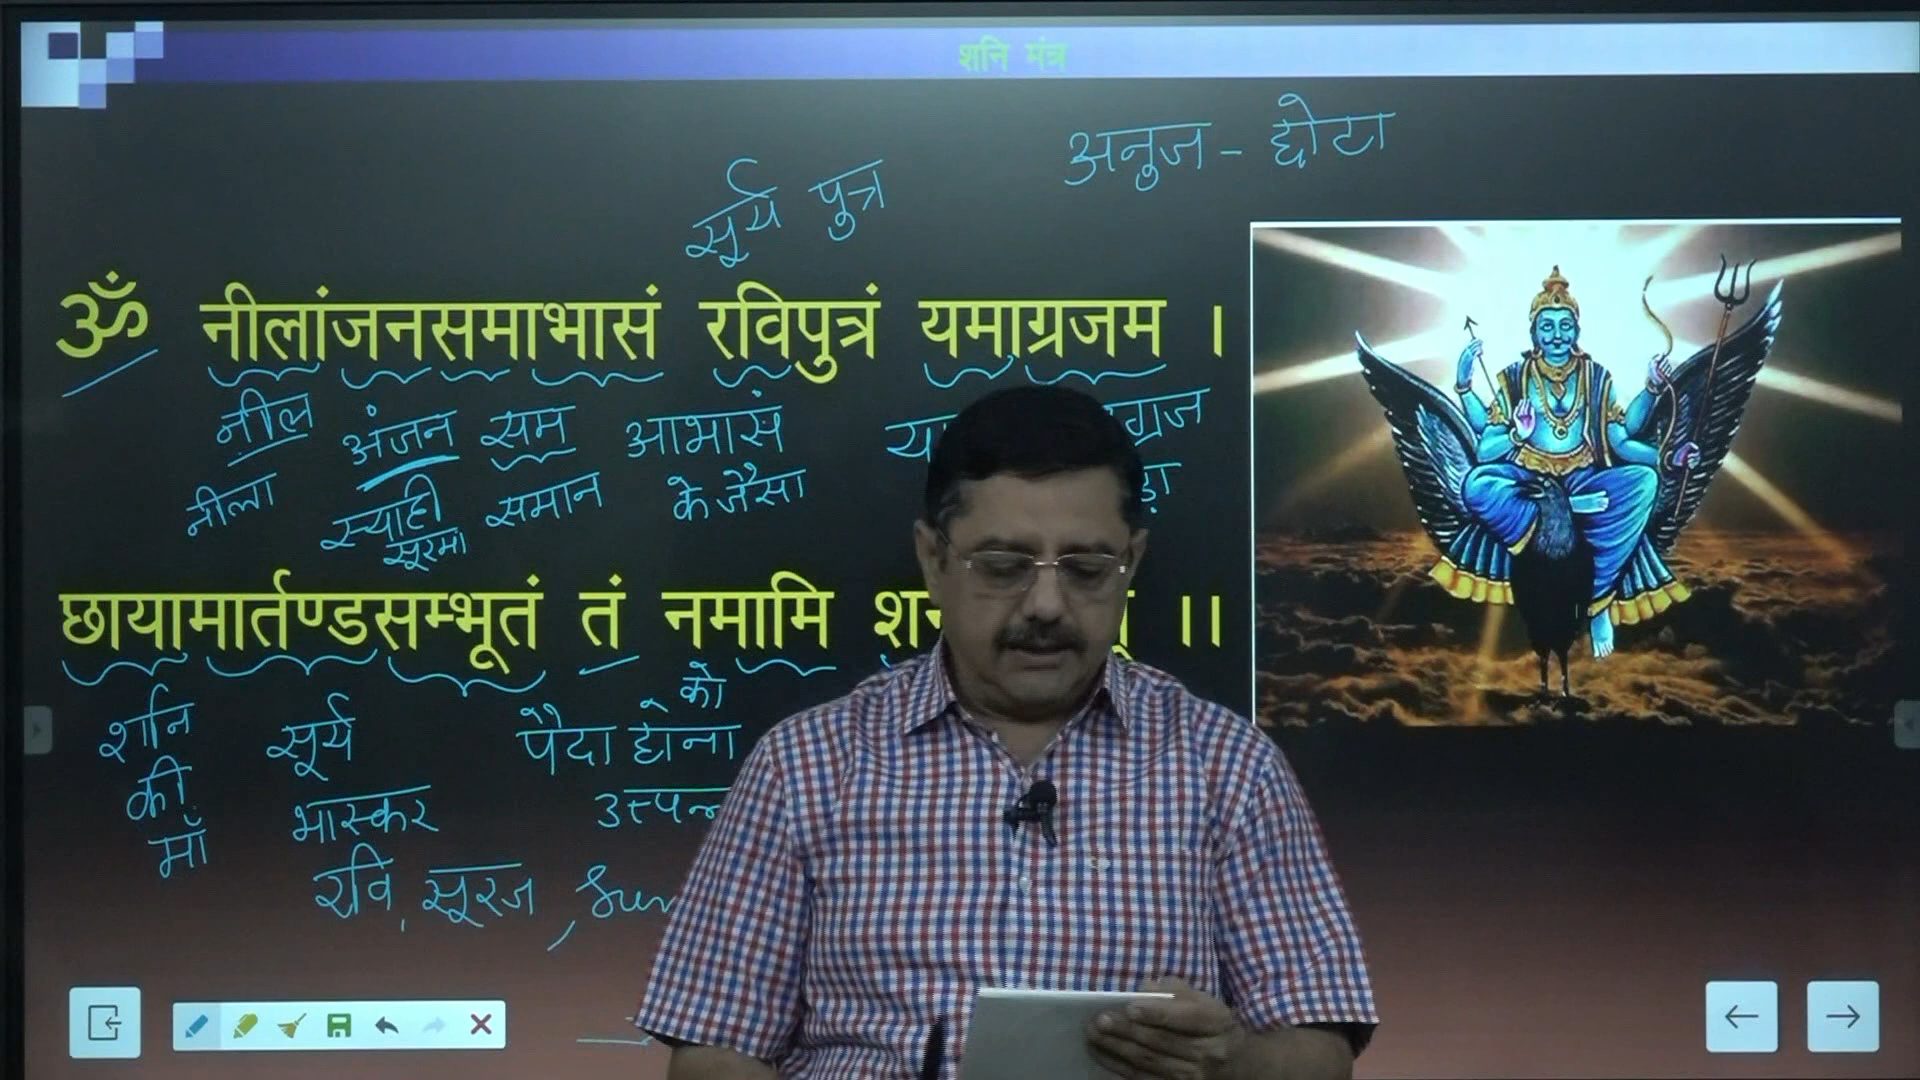 शनि मंत्र
अनुज - छोटा
सूर्य पुत्र
ॐ नीलांजनसमाभासं रविपुत्रं यमाग्रजम ।
नील अंजन सम आभासं
नीला स्याही समान के जैसा
सूरमा
छायामार्तण्डसम्भूतं तं नमामि ।।
को
शनि सूर्य पैदा होना
की भास्कर उत्पन्न
माँ
रवि, सूरज, Sun